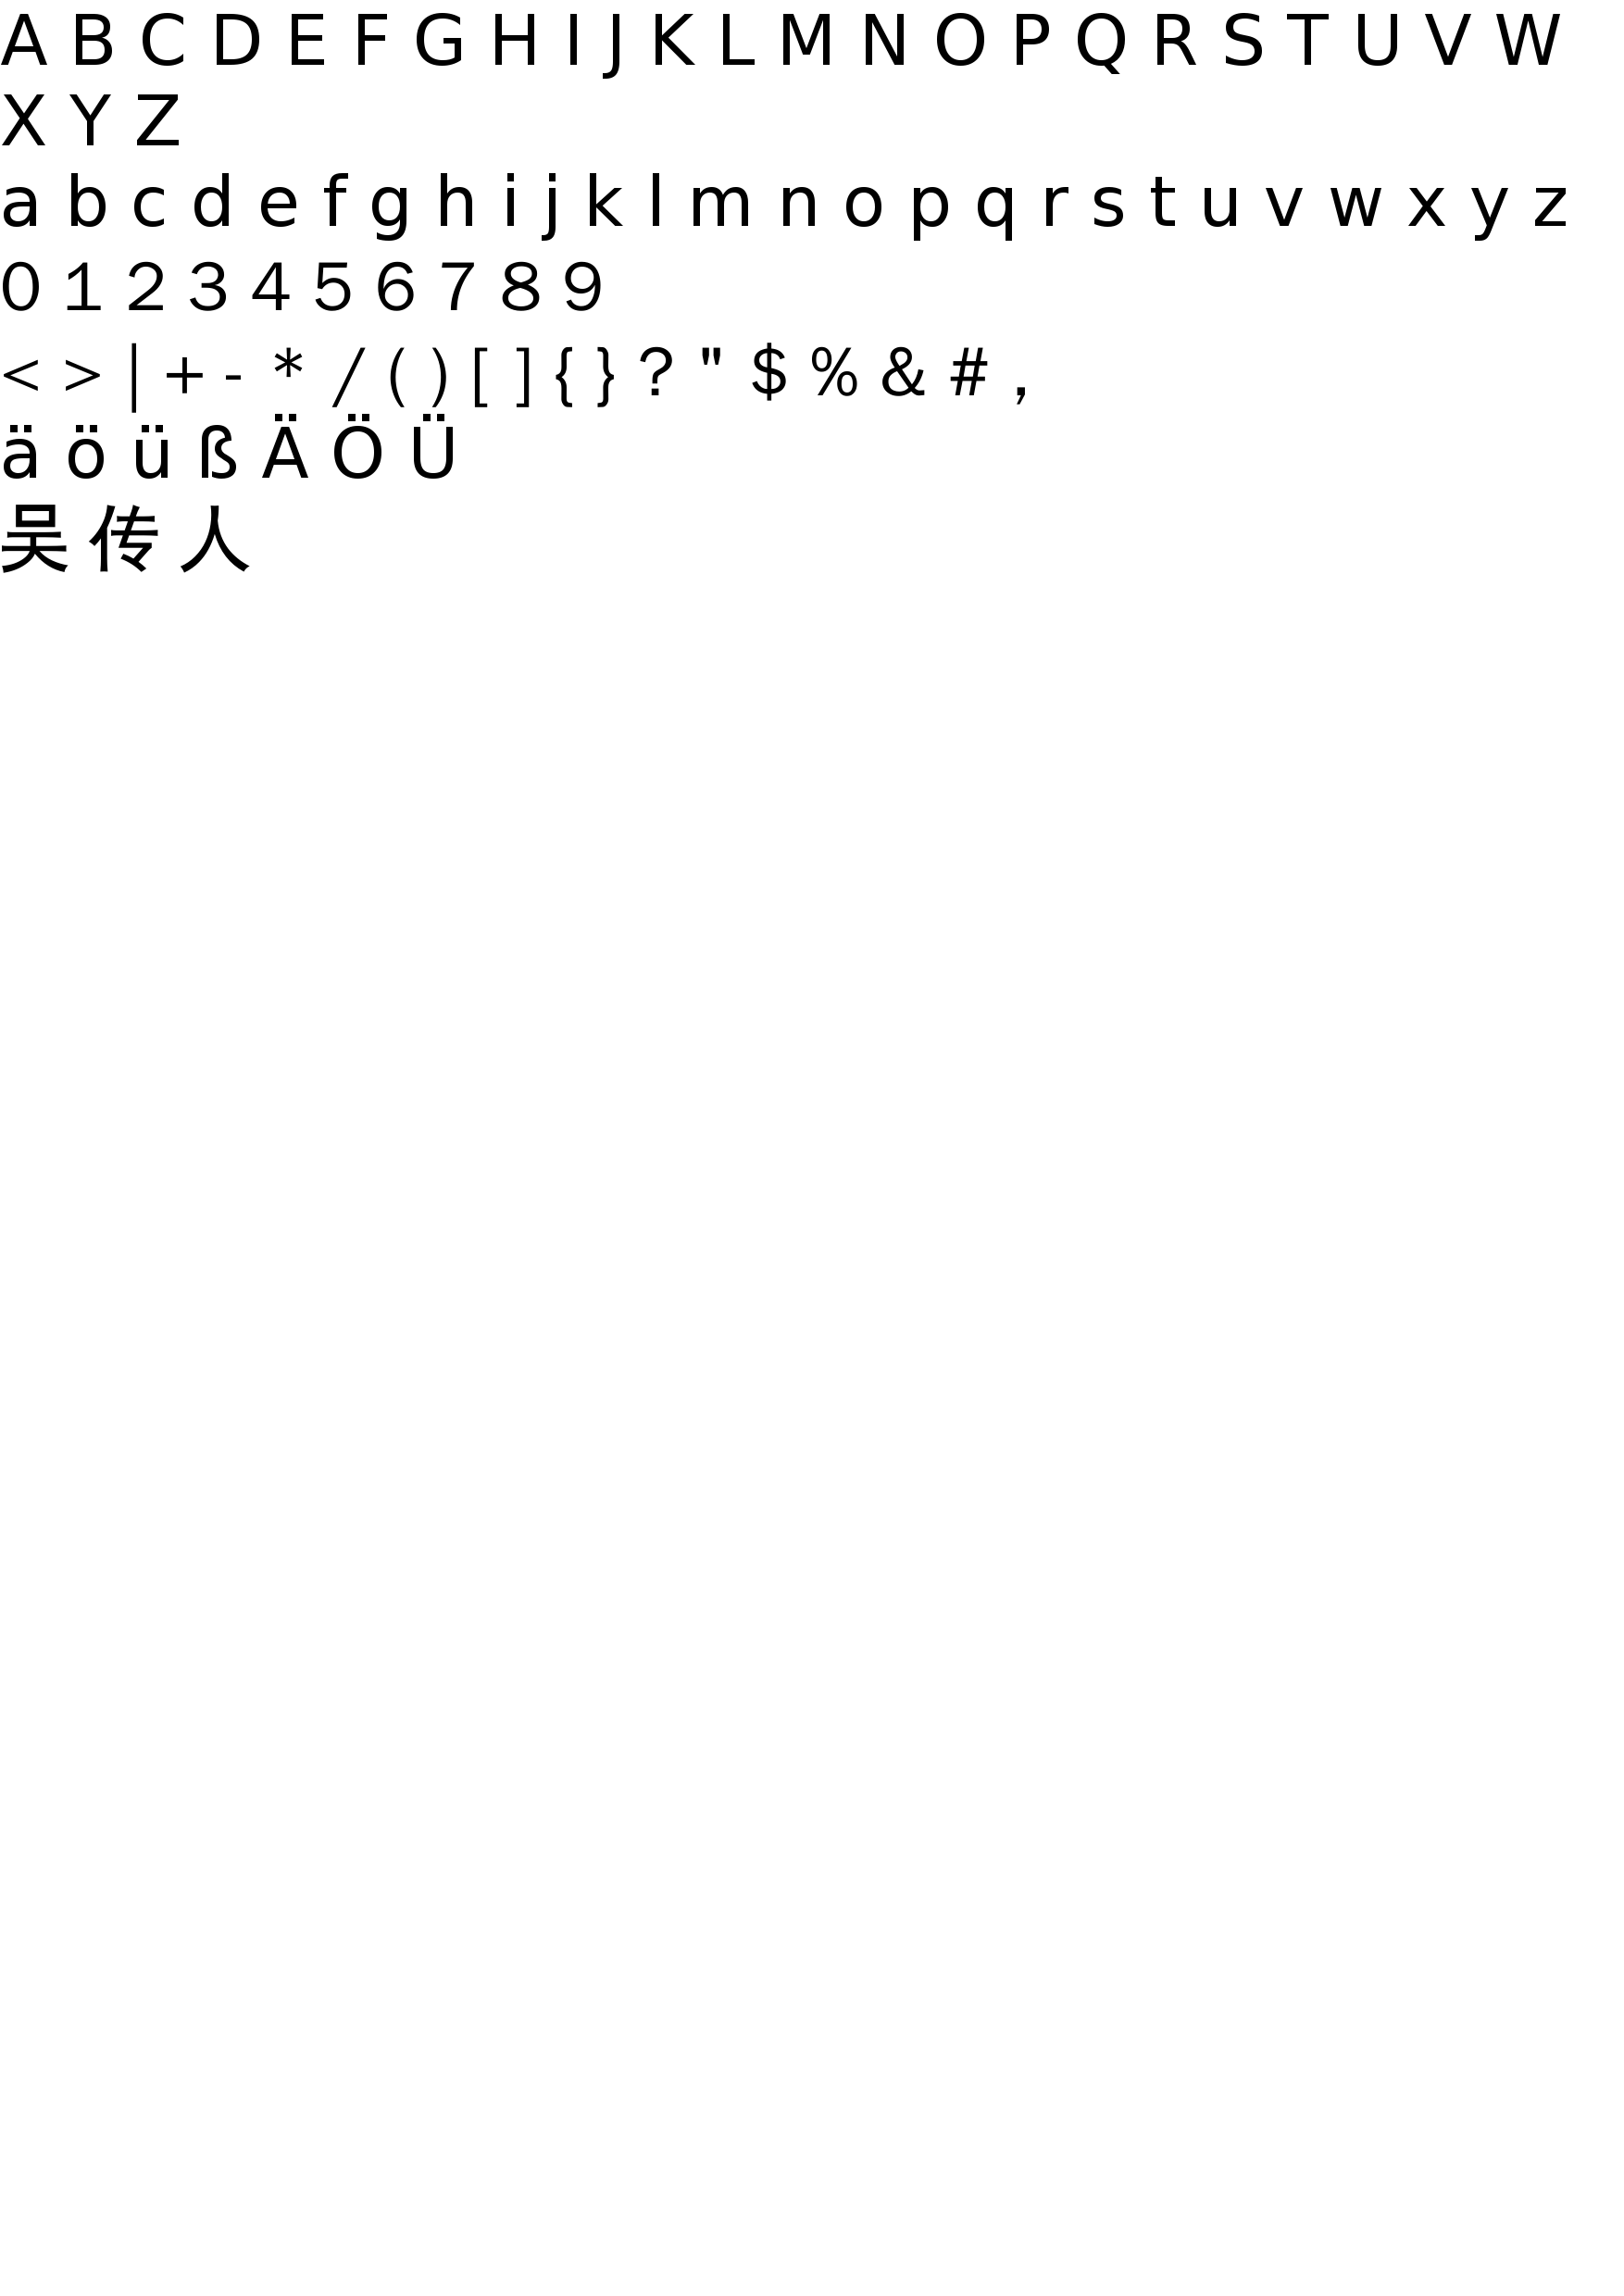 A B C D E F G H I J K L M N O P Q R S T U V W
X Y Z
a b c d e f g h i j k l m n o p q r s t u v w x y z
0 1 2 3 4 5 6 7 8 9
< > | + - * / ( ) [ ] { } ? " $ % & # ,
ä ö ü ß Ä Ö Ü
吴 传 人